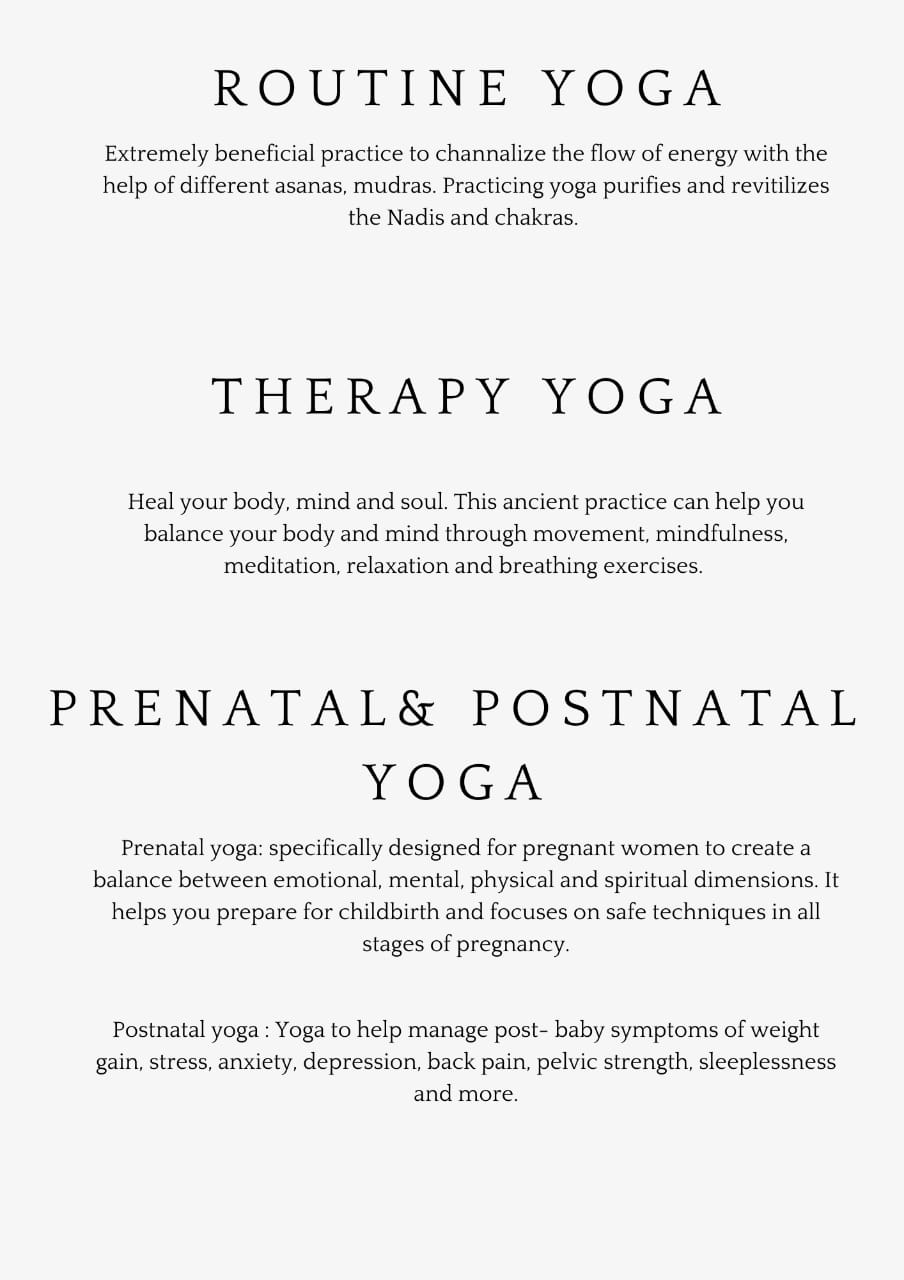 ROUTINE YOGA
Extremely beneficial practice to channalize the flow of energy with the
help of different asanas, mudras. Practicing yoga purifies and revitilizes
the Nadis and chakras.
THERAPY YOGA
Heal your body, mind and soul. This ancient practice can help you
balance your body and mind through movement, mindfulness,
meditation, relaxation and breathing exercises.
PRENATAL& POSTNATAL
YOGA
Prenatal yoga: specifically designed for pregnant women to create a
balance between emotional, mental, physical and spiritual dimensions. It
helps you prepare for childbirth and focuses on safe techniques in all
stages of pregnancy.
Postnatal yoga : Yoga to help manage post- baby symptoms of weight
gain, stress, anxiety, depression, back pain, pelvic strength, sleeplessness
and more.